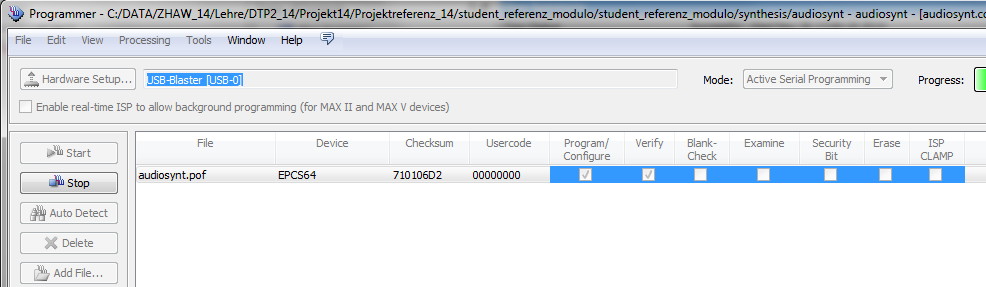 Programmer - C:/DATA/ZHAW_14/Lehre/DTP2_14/Projekt14/Projektreferenz_14/student_referenz_modulo/student_referenz_modulo/synthesis/audiosynt - audiosynt - [audiosynt.c
File Edit View Processing Tools Window Help
Hardware Setup... USB-Blaster [USB-0] Mode: Active Serial Programming Progress:
Enable real-time ISP to allow background programming (for MAX II and MAX V devices)
Start
Stop
Auto Detect
Delete
Add File...
File Device Checksum Usercode Program/ Verify Blank- Examine Security Erase ISP
Configure Check Bit CLAMP
audiosynt.pof EPCS64 710106D2 00000000